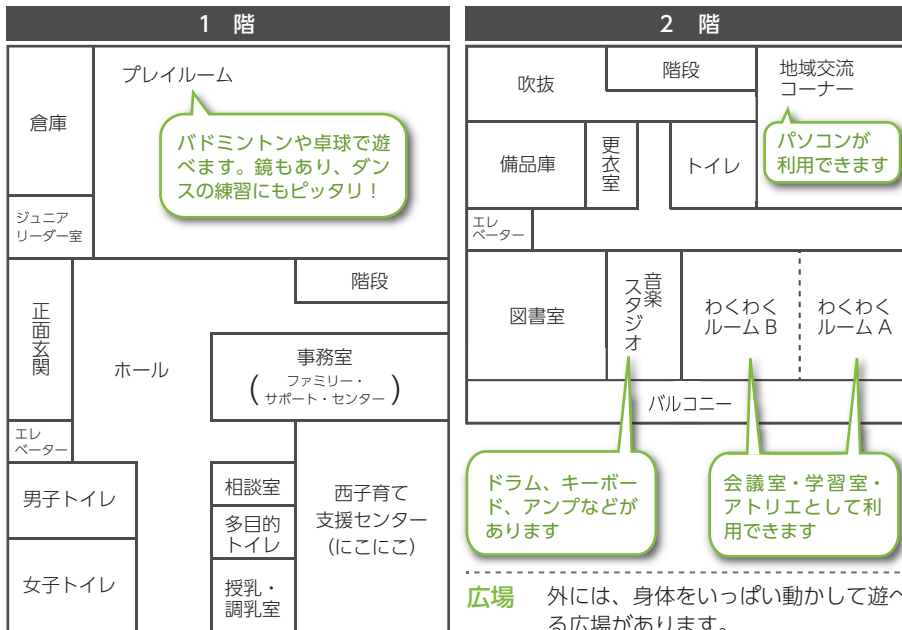 1 階
プレイルーム
倉庫
バドミントンや卓球で遊
べます。鏡もあり、ダン
スの練習にもピッタリ！
ジュニア
リーダー室
正面玄関
ホール
階段
事務室
（ファミリー・
サポート・センター）
エレ
ベーター
男子トイレ
女子トイレ
相談室
多目的
トイレ
授乳・
調乳室
西子育て
支援センター
（にこにこ）
2 階
吹抜
階段
地域交流
コーナー
パソコンが
利用できます
備品庫
更衣室
トイレ
エレ
ベーター
図書室
音楽
スタジオ
わくわく
ルーム B
わくわく
ルーム A
バルコニー
ドラム、キーボー
ド、アンプなどが
あります
会議室・学習室・
アトリエとして利
用できます
広場 外には、身体をいっぱい動かして遊べ
る広場があります。